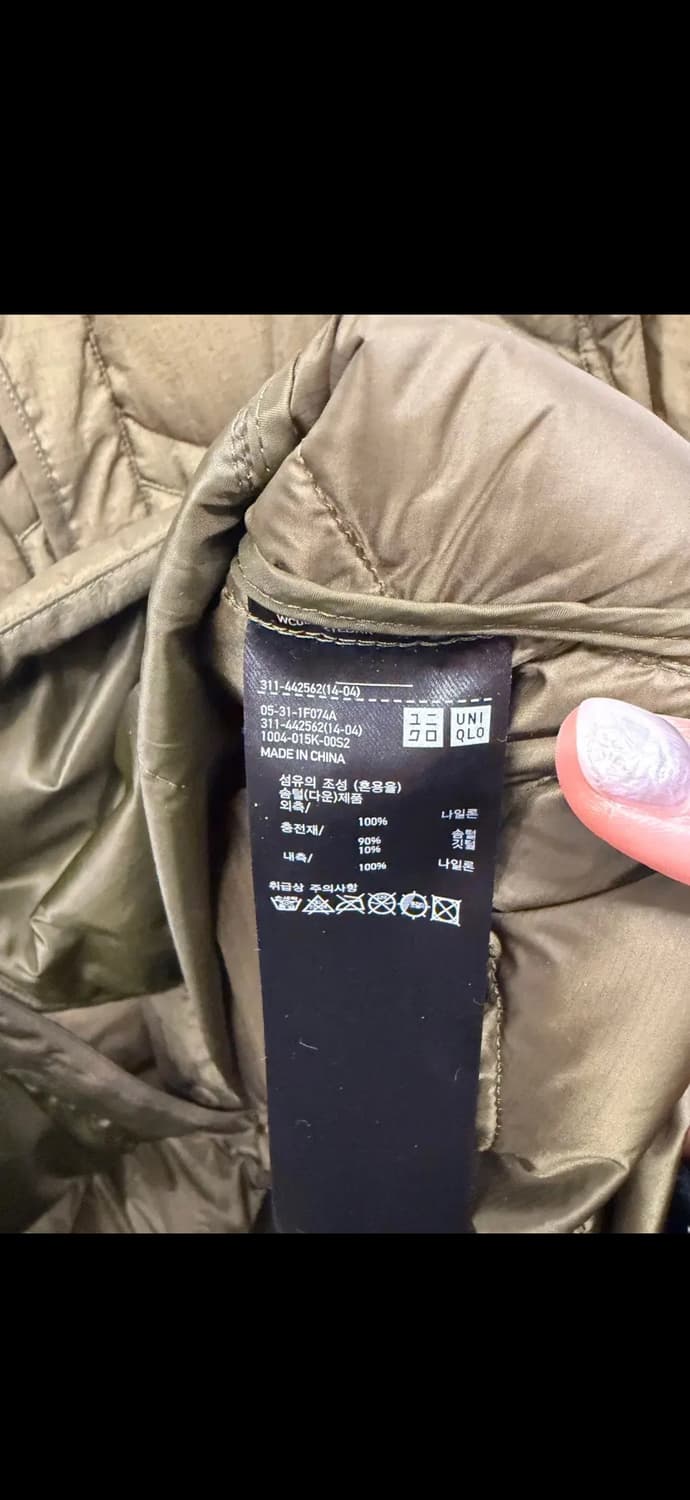 311-442562(14-04)
05-31-1F074A
311-442562(14-04)
1004-015K-00S2
MADE IN CHINA
ユニ
クロ
UNI
QLO
섬유의 조성 (혼용율)
솜털(다운)제품
외측/
100% 나일론
충전재/
90% 솜털
10% 깃털
내측/
100% 나일론
취급상 주의사항